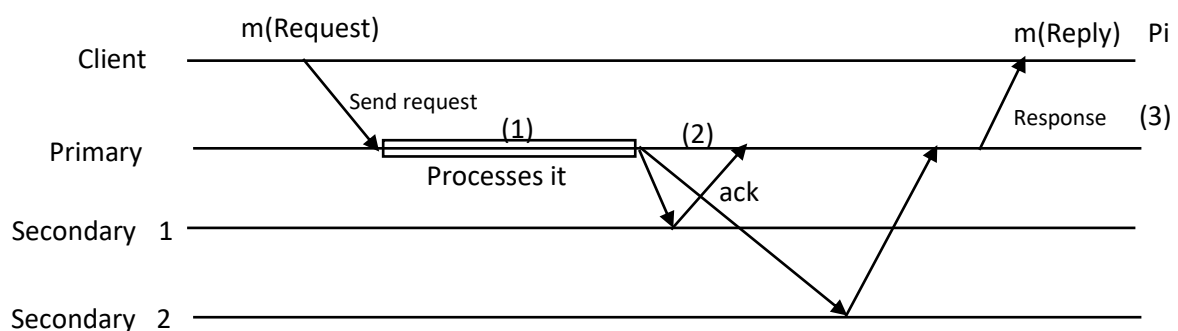 m(Request)
m(Reply) Pi
Client
Send request
Response (3)
(1)
(2)
Primary
Processes it
ack
Secondary 1
Secondary 2